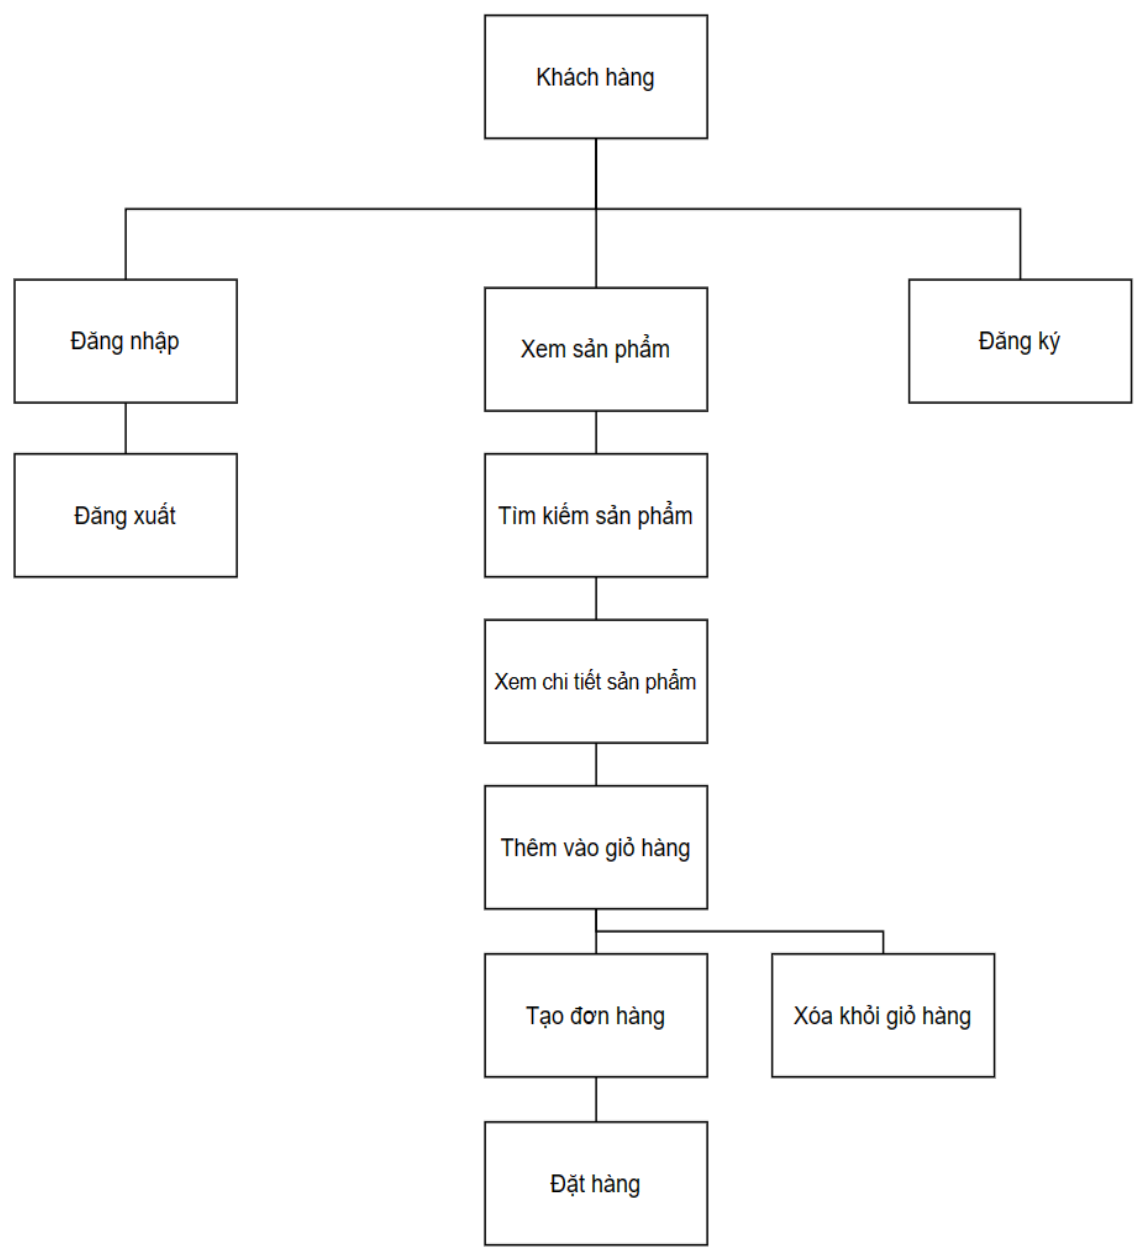 Khách hàng
Đăng nhập
Xem sản phẩm
Đăng ký
Đăng xuất
Tìm kiếm sản phẩm
Xem chi tiết sản phẩm
Thêm vào giỏ hàng
Tạo đơn hàng
Xóa khỏi giỏ hàng
Đặt hàng